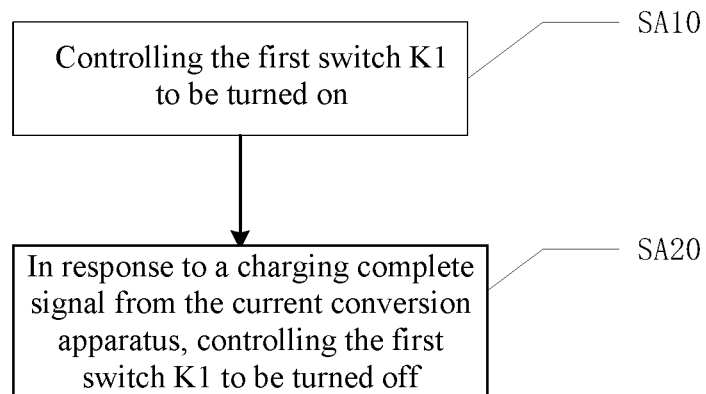 SA10
Controlling the first switch K1
to be turned on
SA20
In response to a charging complete
signal from the current conversion
apparatus, controlling the first
switch K1 to be turned off